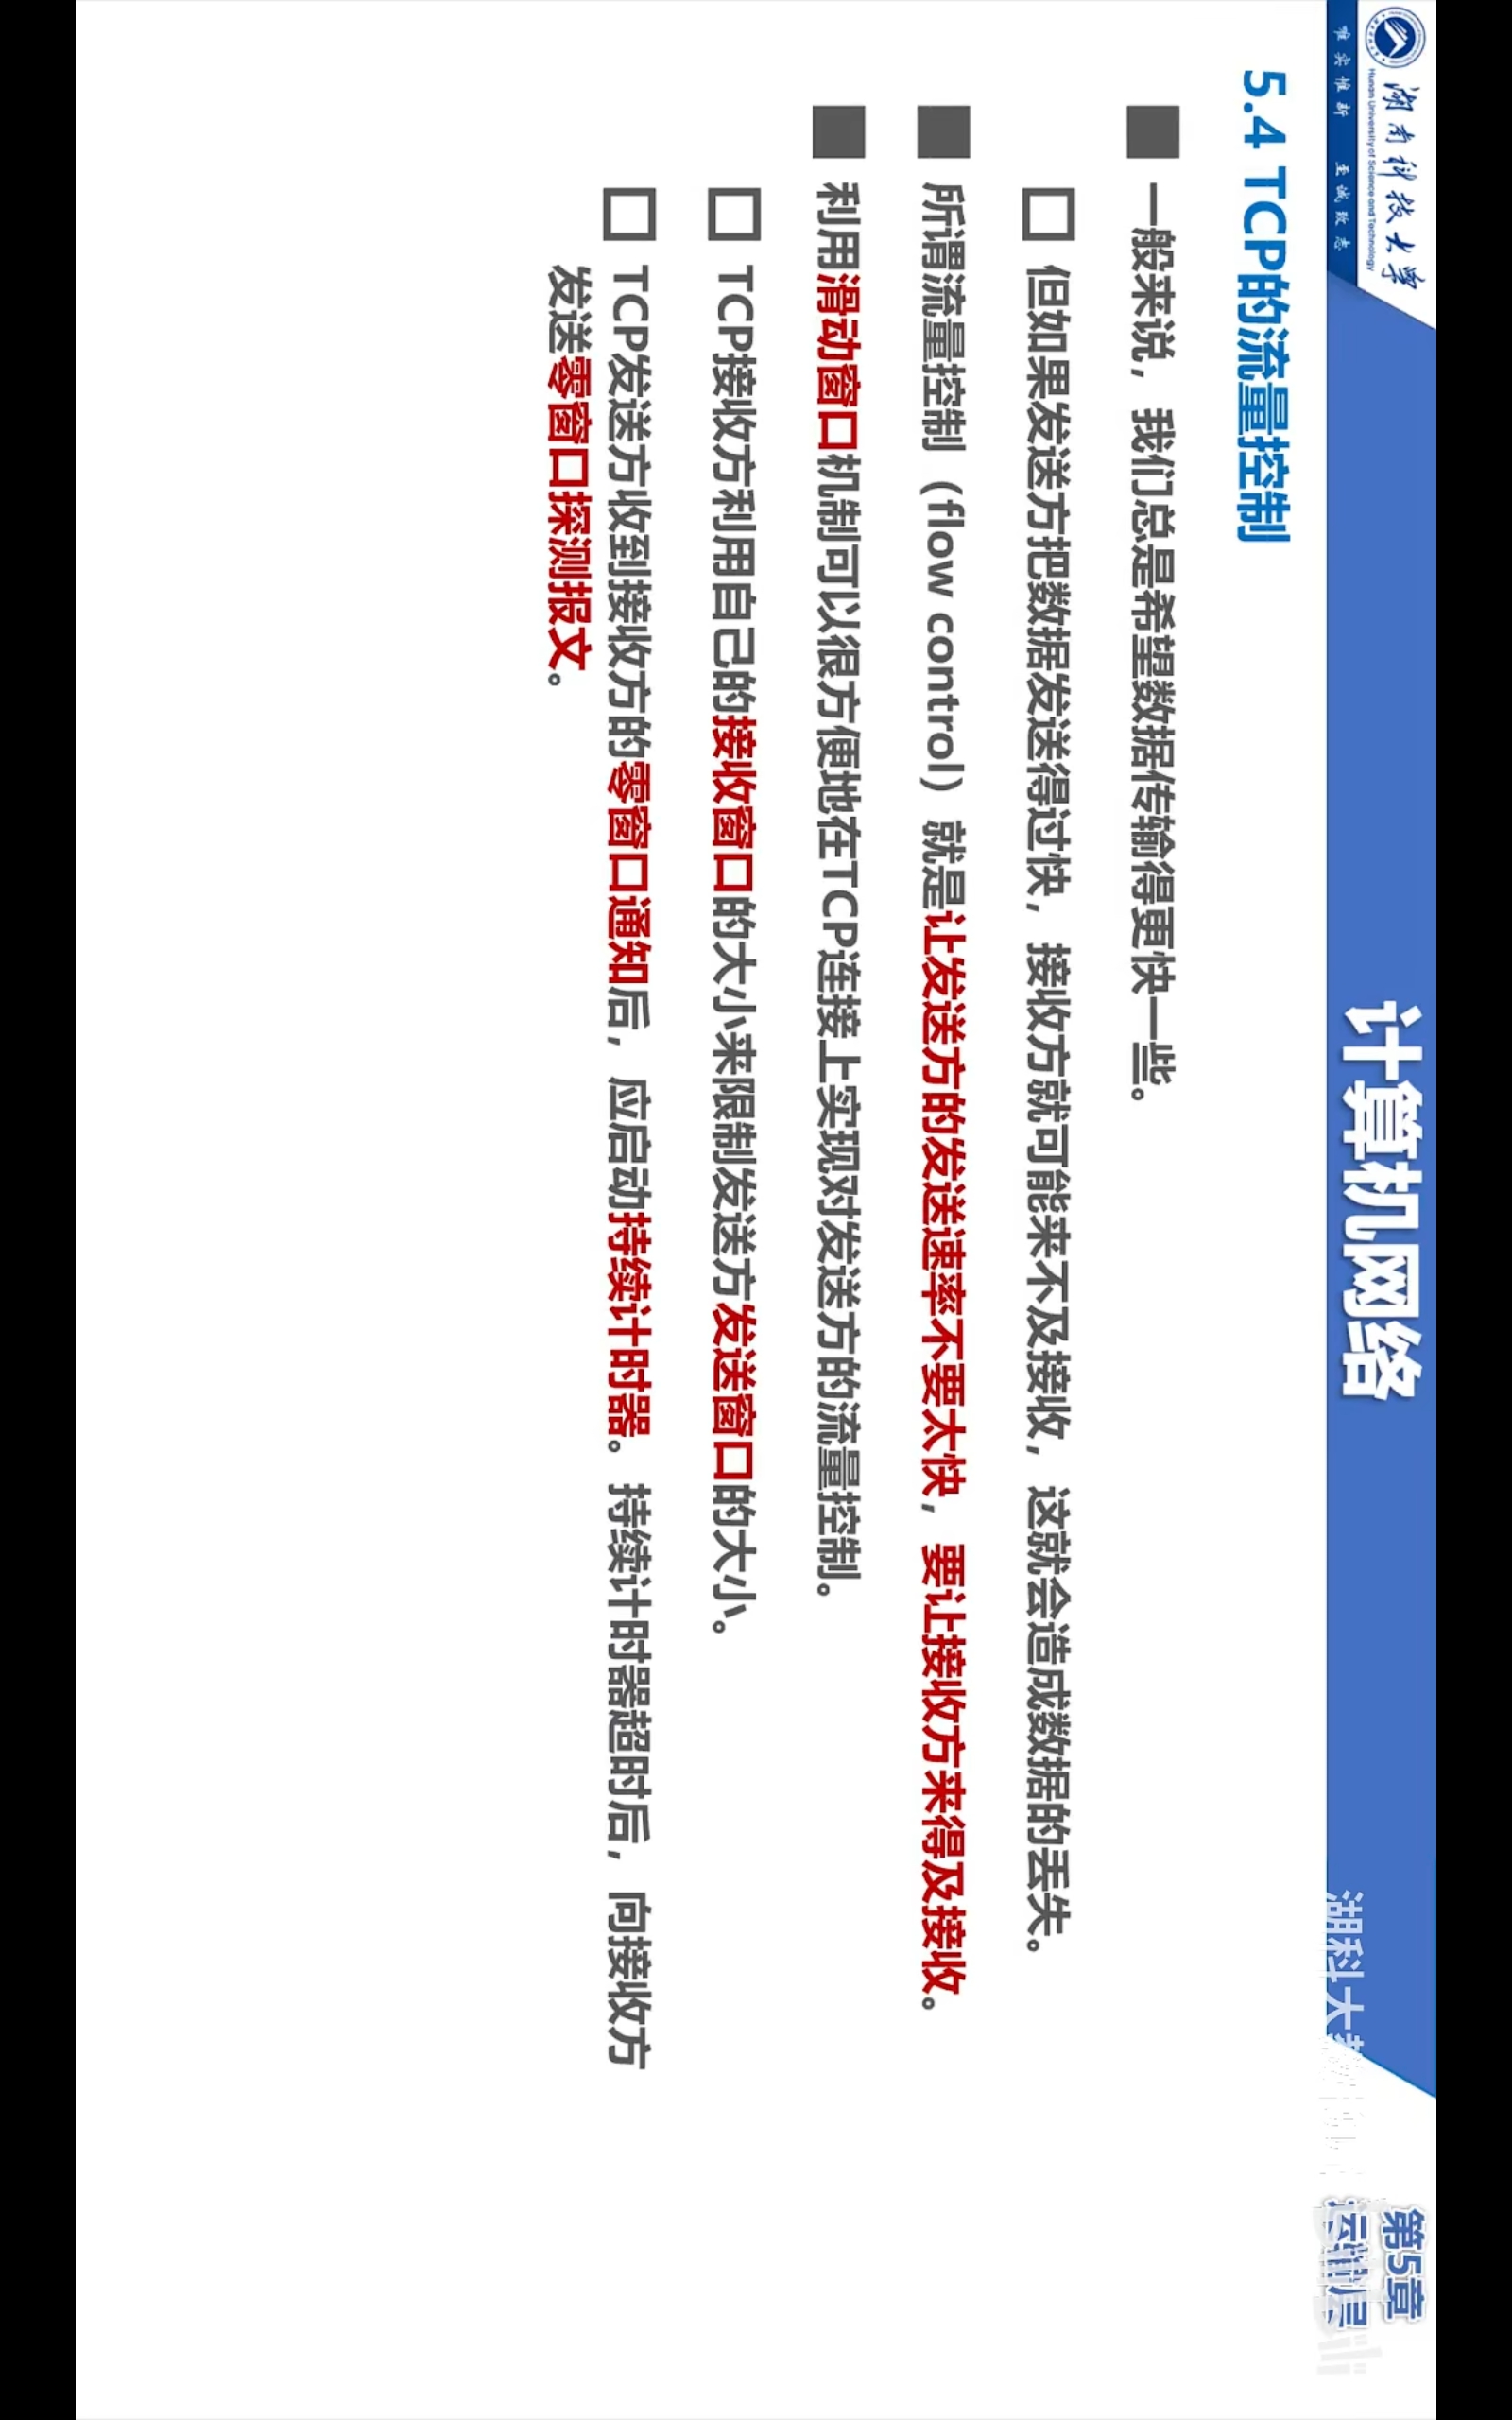 湖南科技大学
Hunan University of Science and Technology
唯实惟新 至诚致志
计算机网络
湖科大
第5章
运输层
5.4 TCP的流量控制
一般来说，我们总是希望数据传输得更快一些。
但如果发送方把数据发送得过快，接收方就可能来不及接收，这就会造成数据的丢失。
所谓流量控制（flow control）就是让发送方的发送速率不要太快，要让接收方来得及接收。
利用滑动窗口机制可以很方便地在TCP连接上实现对发送方的流量控制。
TCP接收方利用自己的接收窗口的大小来限制发送方发送窗口的大小。
TCP发送方收到接收方的零窗口通知后，应启动持续计时器。持续计时器超时后，向接收方
发送零窗口探测报文。